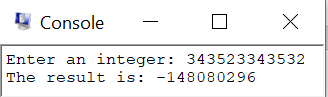 Console
Enter an integer: 343523343532
The result is: -148080296